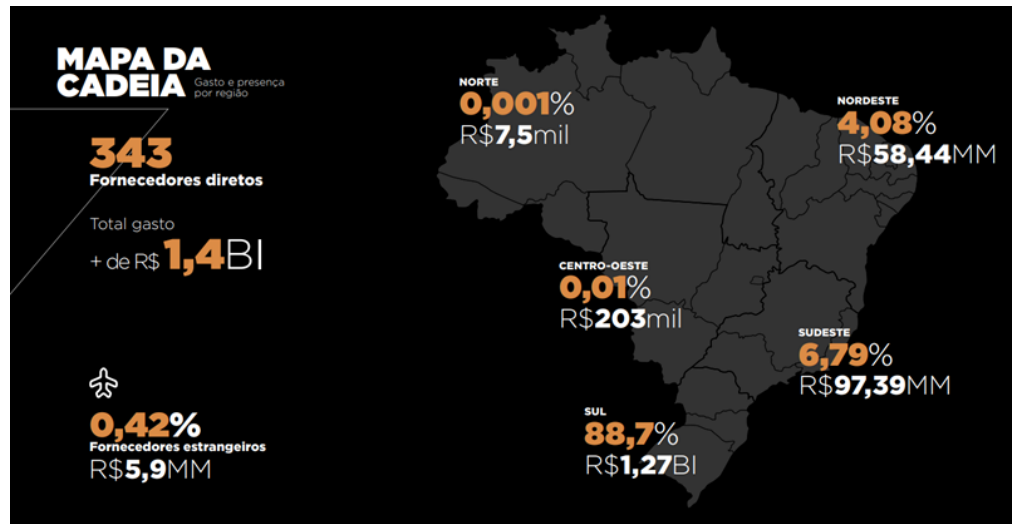 MAPA DA
CADEIA Gasto e presença
por região
343
Fornecedores diretos
Total gasto
+ de R$ 1,4BI
0,42%
Fornecedores estrangeiros
R$5,9MM
NORTE
0,001%
R$7,5mil
NORDESTE
4,08%
R$58,44MM
CENTRO-OESTE
0,01%
R$203mil
SUDESTE
6,79%
R$97,39MM
SUL
88,7%
R$1,27BI